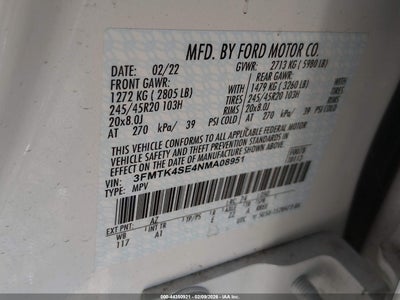 MFD. BY FORD MOTOR CO.
DATE: 02/22 GVWR: 2713 KG ( 5980 LB)
FRONT GAWR: REAR GAWR:
1272 KG ( 2805 LB) 1479 KG ( 3260 LB)
245/45R20 103H TIRES 245/45R20 103H
20x8.0J RIMS 20x8.0J
AT 270 kPa/ 39 PSI COLD AT 270 kPa/ 39 PSI COLD
THIS VEHICLE CONFORMS TO ALL APPLICABLE FEDERAL MOTOR
VEHICLE SAFETY AND THEFT PREVENTION STANDARDS IN
EFFECT ON THE DATE OF MANUFACTURE SHOWN ABOVE.
VIN: 3FMTK4SE4NMA08951
TYPE: MPV
EXT PNT: AZ
WB INT TR
117 A1
UTC
000-44350921 - 02/09/2026 -